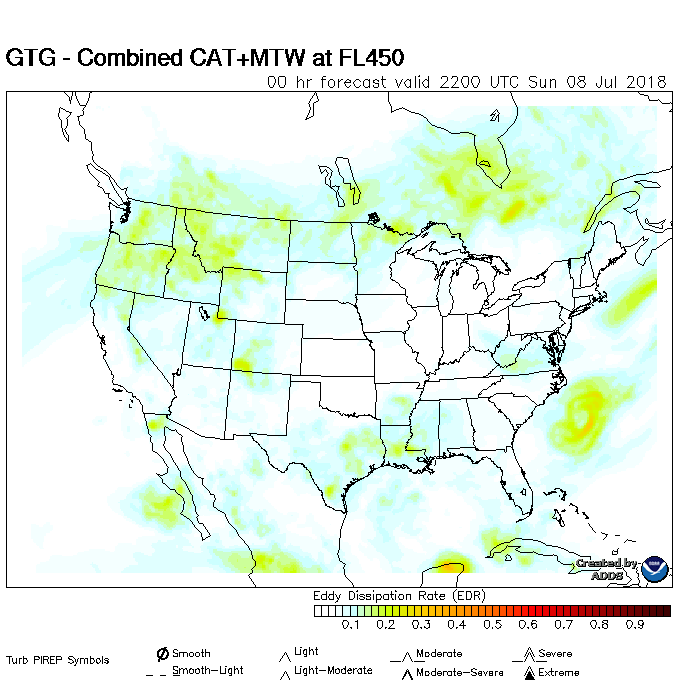 GTG - Combined CAT+MTW at FL450
00 hr forecast valid 2200 UTC Sun 08 Jul 2018
Created by
ADDS
NOAA
Eddy Dissipation Rate (EDR)
0.1 0.2 0.3 0.4 0.5 0.6 0.7 0.8 0.9
Turb PIREP Symbols
Smooth Light Moderate Severe
Smooth-Light Light-Moderate Moderate-Severe Extreme